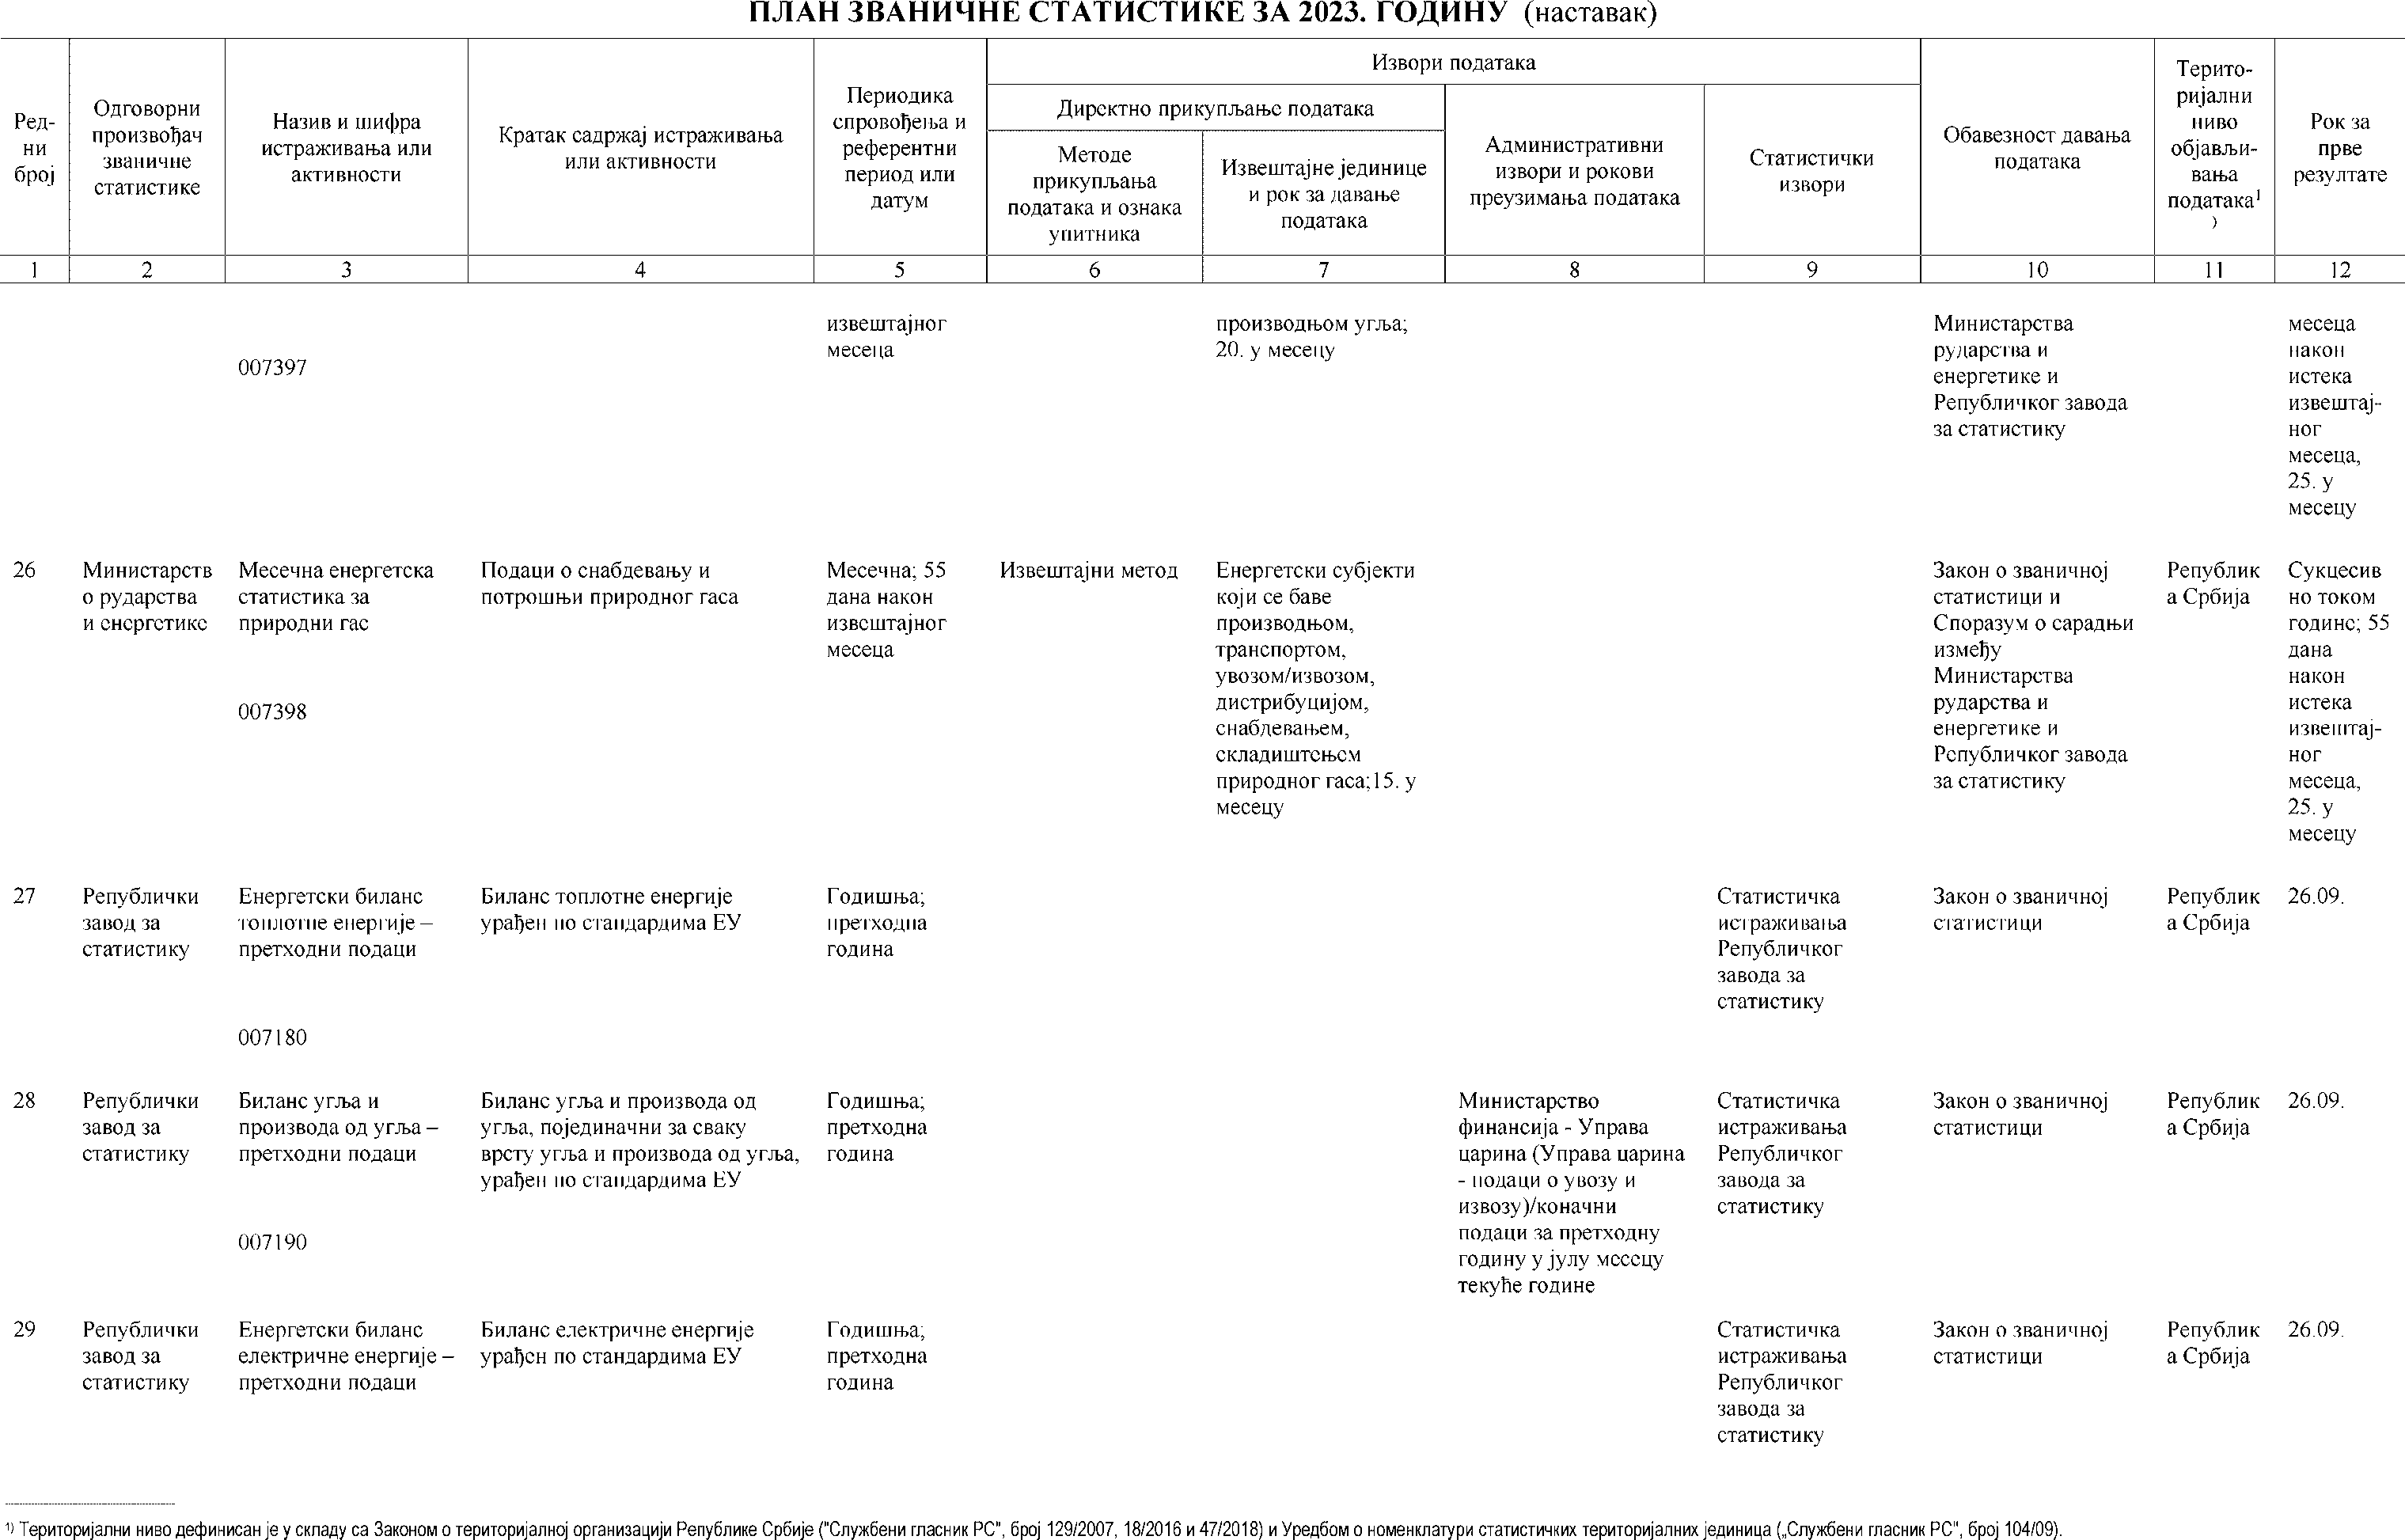 ПЛАН ЗВАНИЧНЕ СТАТИСТИКЕ ЗА 2023. ГОДИНУ (наставак)
Ред-
ни
број
Одговорни
произвођач
званичне
статистике
Назив и шифра
истраживања или
активности
Кратак садржај истраживања
или активности
Периодика
спровођења и
референтни
период или
датум
Извори података
Директно прикупљање података
Методе
прикупљања
података и ознака
упитника
Извештајне јединице
и рок за давање
података
Административни
извори и рокови
преузимања података
Статистички
извори
Обавезност давања
података
Терито-
ријални
ниво
објављи-
вања
података¹
)
Рок за
прве
резултате
1 2 3 4 5 6 7 8 9 10 11 12
007397
извештајног
месеца
производњом угља;
20. у месецу
Министарства
рударства и
енергетике и
Републичког завода
за статистику
месеца
након
истека
извештај-
ног
месеца,
25. у
месецу
26
Министарств
о рударства
и енергетике
Месечна енергетска
статистика за
природни гас
007398
Подаци о снабдевању и
потрошњи природног гаса
Месечна; 55
дана након
извештајног
месеца
Извештајни метод
Енергетски субјекти
који се баве
производњом,
транспортом,
увозом/извозом,
дистрибуцијом,
снабдевањем,
складиштењем
природног гаса;15. у
месецу
Закон о званичној
статистици и
Споразум о сарадњи
између
Министарства
рударства и
енергетике и
Републичког завода
за статистику
Републик
а Србија
Сукцесив
но током
године; 55
дана
након
истека
извештај-
ног
месеца,
25. у
месецу
27
Републички
завод за
статистику
Енергетски биланс
топлотне енергије –
претходни подаци
007180
Биланс топлотне енергије
урађен по стандардима ЕУ
Годишња;
претходна
година
Статистичка
истраживања
Републичког
завода за
статистику
Закон о званичној
статистици
Републик
а Србија
26.09.
28
Републички
завод за
статистику
Биланс угља и
производа од угља –
претходни подаци
007190
Биланс угља и производа од
угља, појединачни за сваку
врсту угља и производа од угља,
урађен по стандардима ЕУ
Годишња;
претходна
година
Министарство
финансија - Управа
царина (Управа царина
- подаци о увозу и
извозу)/коначни
подаци за претходну
годину у јулу месецу
текуће године
Статистичка
истраживања
Републичког
завода за
статистику
Закон о званичној
статистици
Републик
а Србија
26.09.
29
Републички
завод за
статистику
Енергетски биланс
електричне енергије –
претходни подаци
Биланс електричне енергије
урађен по стандардима ЕУ
Годишња;
претходна
година
Статистичка
истраживања
Републичког
завода за
статистику
Закон о званичној
статистици
Републик
а Србија
26.09.
¹⁾ Територијални ниво дефинисан је у складу са Законом о територијалној организацији Републике Србије ("Службени гласник РС", број 129/2007, 18/2016 и 47/2018) и Уредбом о номенклатури статистичких територијалних јединица („Службени гласник РС", број 104/09).